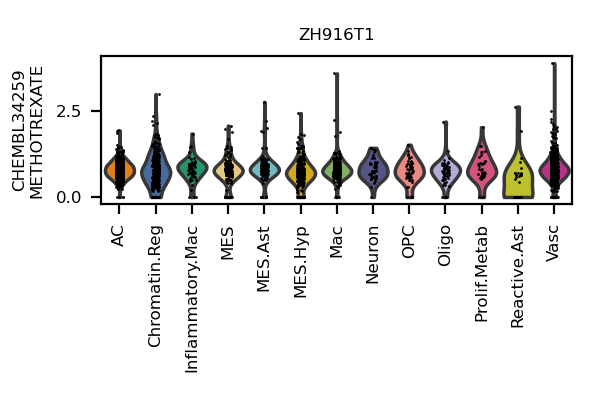 ZH916T1
CHEMBL34259
METHOTREXATE
2.5
0.0
AC
Chromatin.Reg
Inflammatory.Mac
MES
MES.Ast
MES.Hyp
Mac
Neuron
OPC
Oligo
Prolif.Metab
Reactive.Ast
Vasc